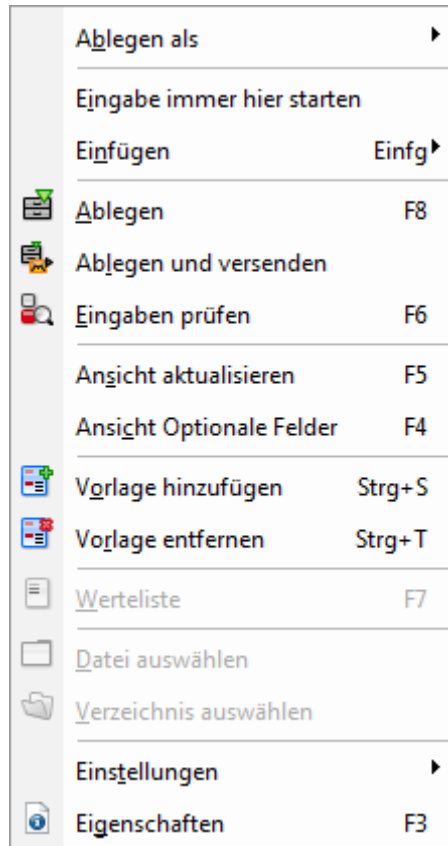 Ablegen als
Eingabe immer hier starten
Einfügen Einfg
Ablegen F8
Ablegen und versenden
Eingaben prüfen F6
Ansicht aktualisieren F5
Ansicht Optionale Felder F4
Vorlage hinzufügen Strg+S
Vorlage entfernen Strg+T
Werteliste F7
Datei auswählen
Verzeichnis auswählen
Einstellungen
Eigenschaften F3